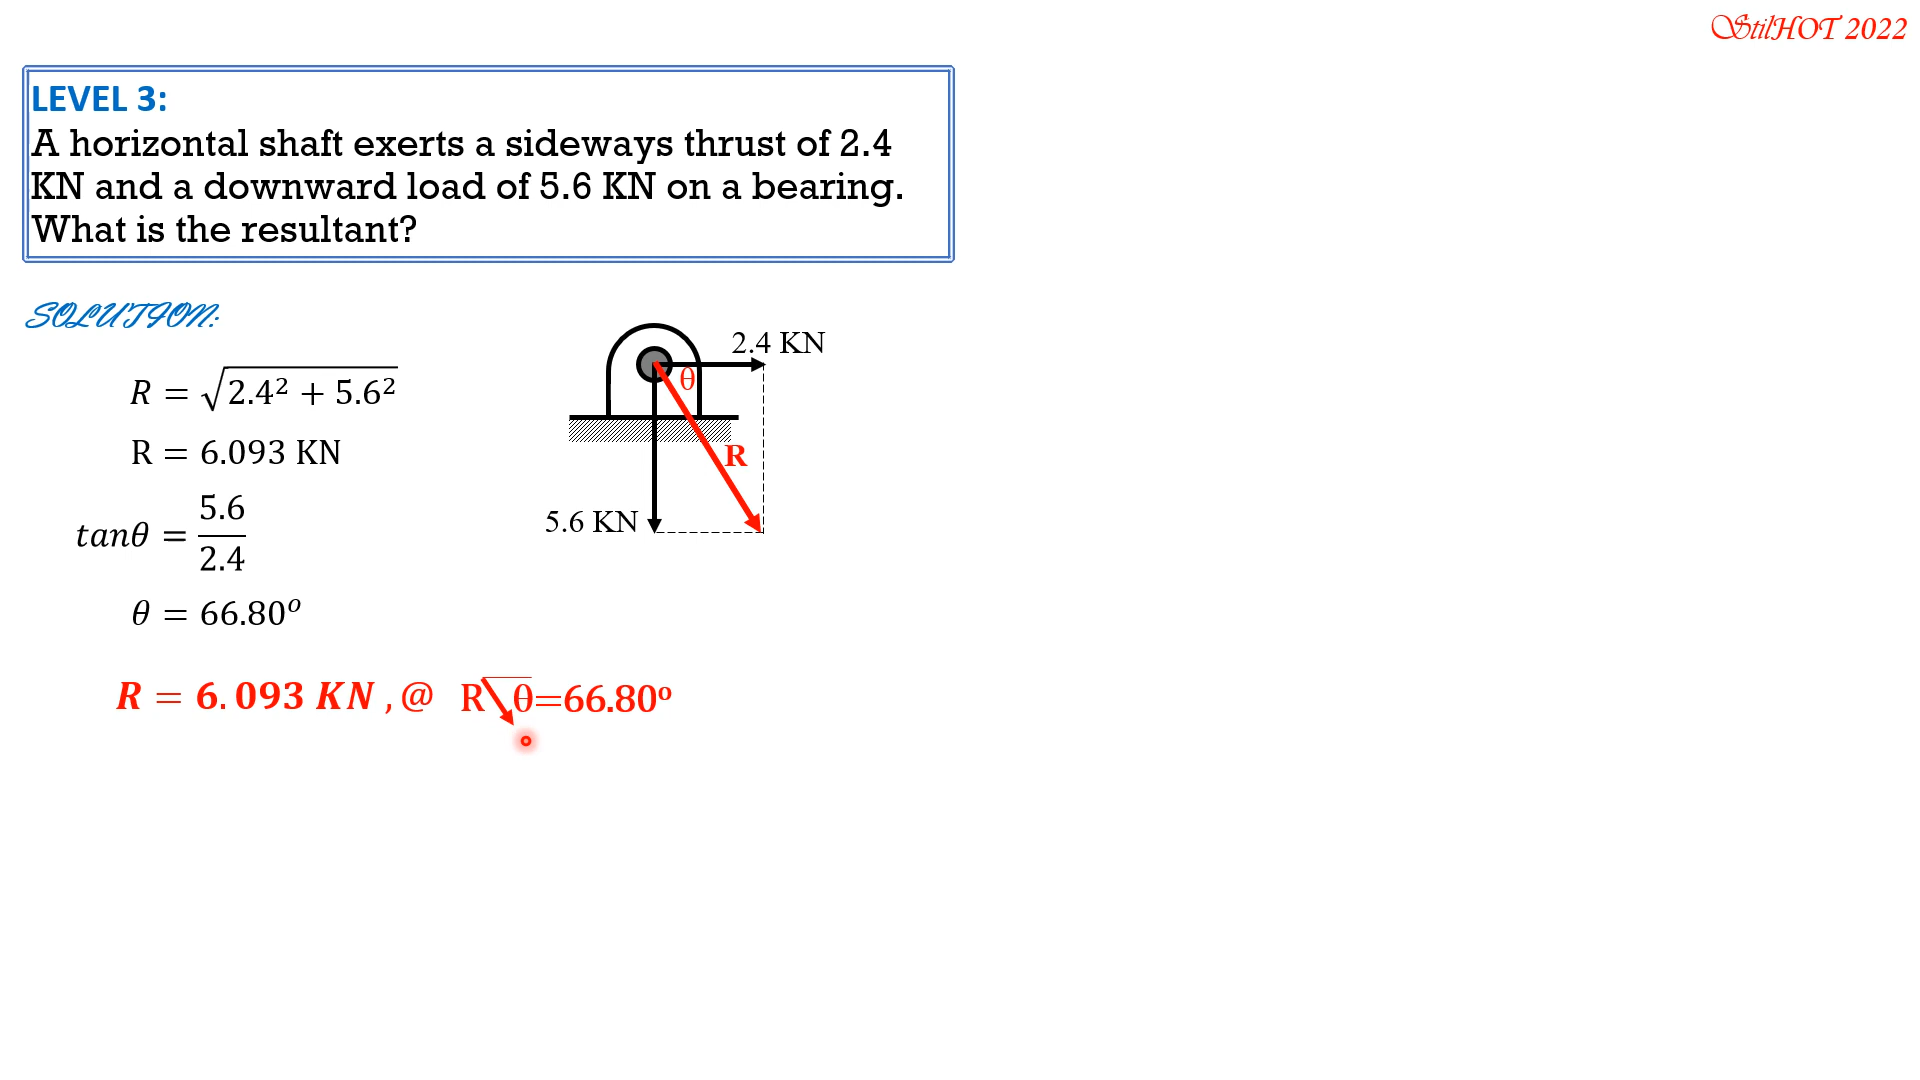 StilHOT 2022
LEVEL 3:
A horizontal shaft exerts a sideways thrust of 2.4
KN and a downward load of 5.6 KN on a bearing.
What is the resultant?
SOLUTION:
R = √2.4² + 5.6²
R = 6.093 KN
tanθ = 5.6/2.4
θ = 66.80°
2.4 KN
θ
R
5.6 KN
R = 6.093 KN , @ R θ=66.80°